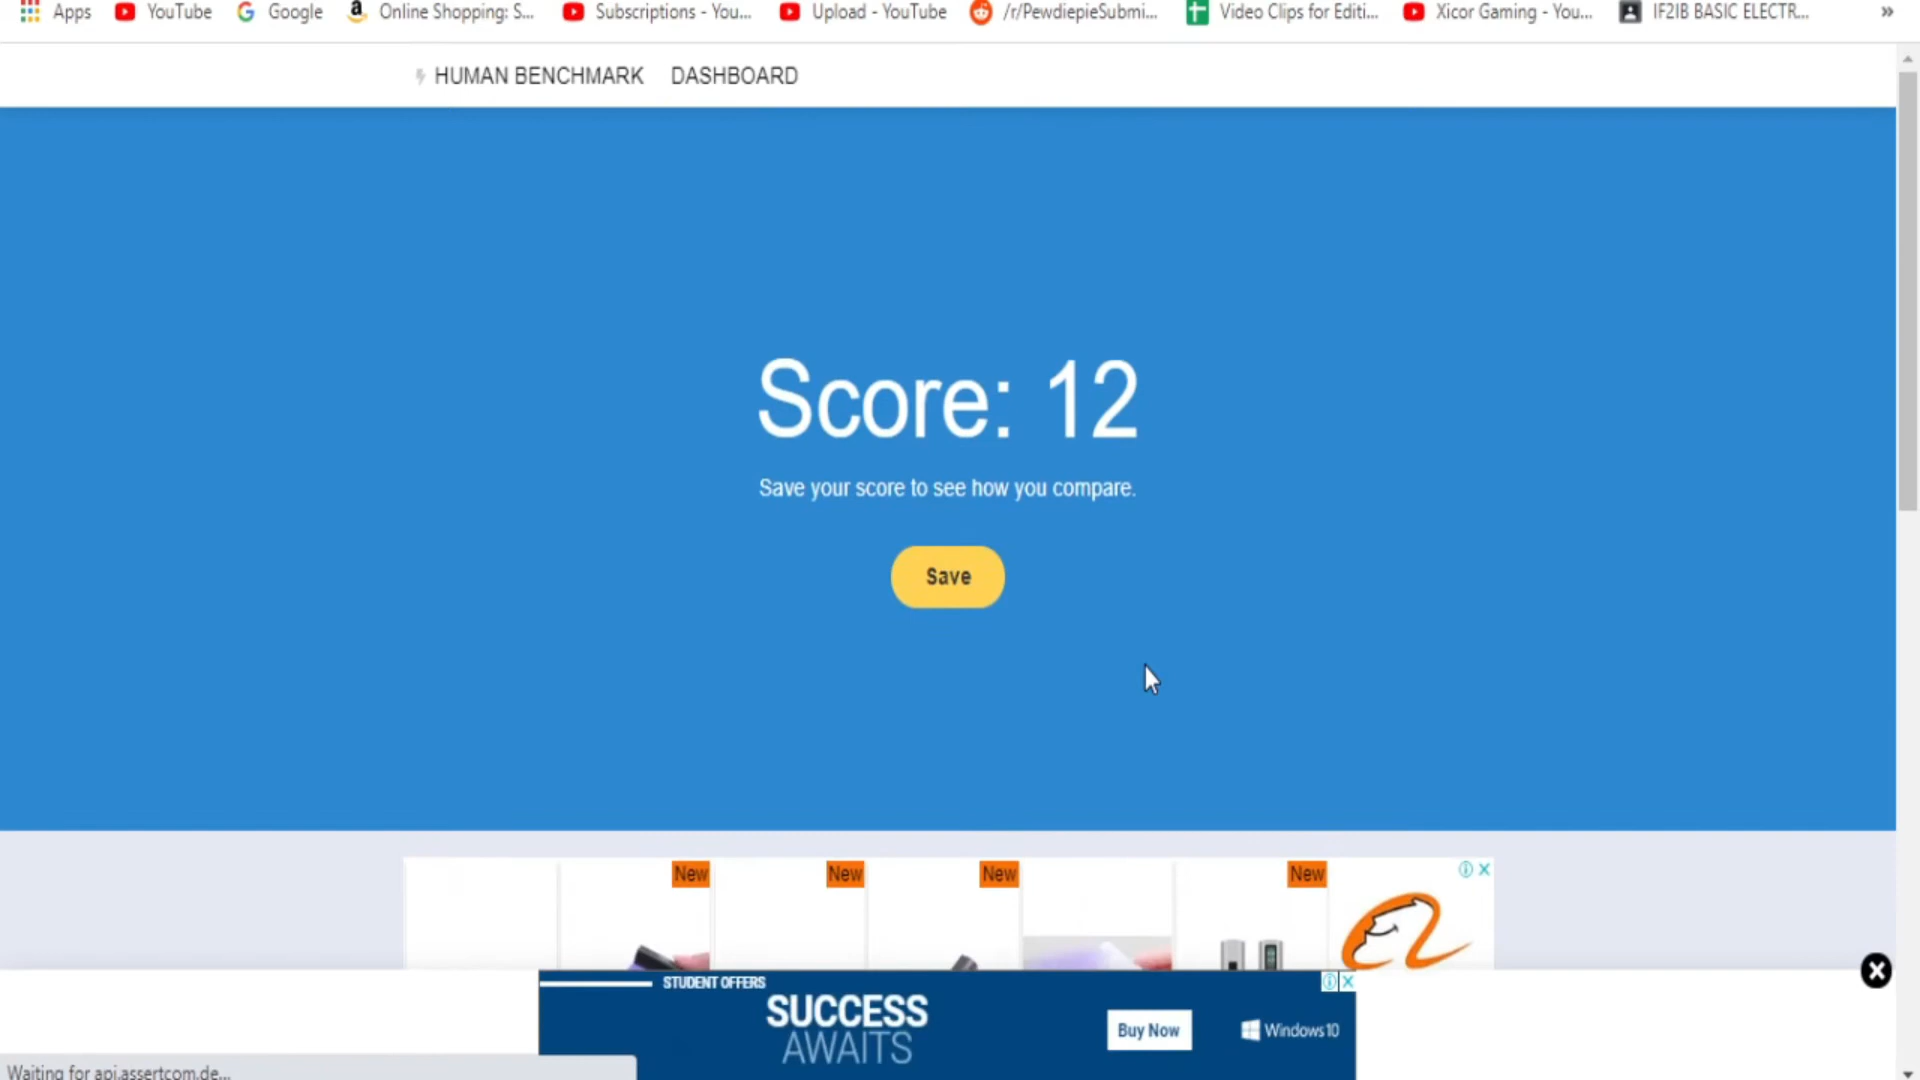 Apps YouTube Google Online Shopping: S... Subscriptions - You... Upload - YouTube /r/PewdiepieSubmi... Video Clips for Editi... Xicor Gaming - You... IF2IB BASIC ELECTR... »
HUMAN BENCHMARK DASHBOARD
Score: 12
Save your score to see how you compare.
Save
New New New New
STUDENT OFFERS
SUCCESS
AWAITS
Buy Now
Windows 10
Waiting for api.assertcom.de...